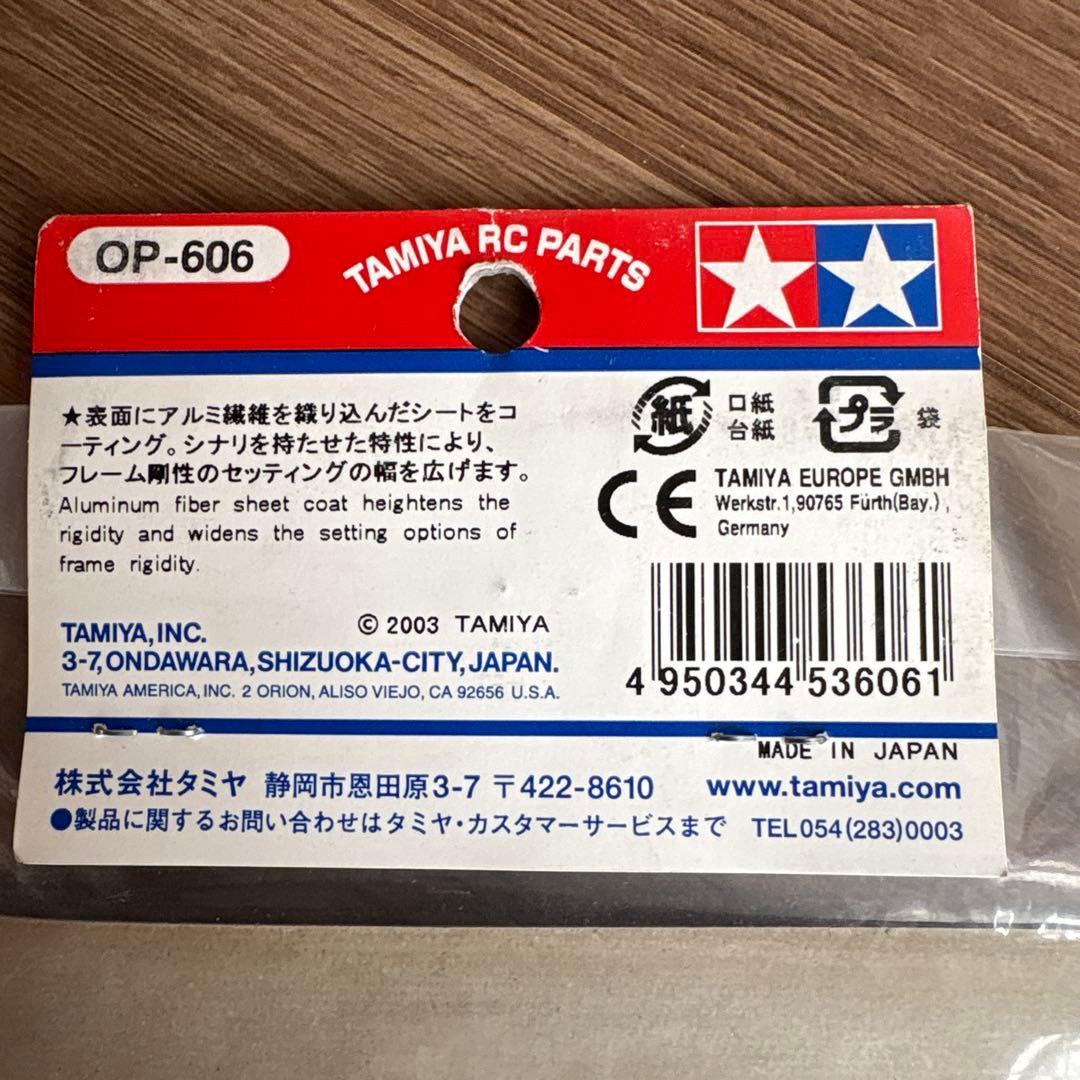 OP-606
TAMIYA RC PARTS
★表面にアルミ繊維を織り込んだシートをコ
ーティング。シナリを持たせた特性により、
フレーム剛性のセッティングの幅を広げます。
Aluminum fiber sheet coat heightens the
rigidity and widens the setting options of
frame rigidity.
© 2003 TAMIYA
TAMIYA, INC.
3-7, ONDAWARA, SHIZUOKA-CITY, JAPAN.
TAMIYA AMERICA, INC. 2 ORION, ALISO VIEJO, CA 92656 U.S.A.
紙
口紙
台紙
プラ
袋
CE
TAMIYA EUROPE GMBH
Werkstr.1,90765 Fürth(Bay.),
Germany
4 950344 536061
MADE IN JAPAN
株式会社タミヤ 静岡市恩田原3-7 〒422-8610
www.tamiya.com
●製品に関するお問い合わせはタミヤ・カスタマーサービスまで TEL054(283)0003